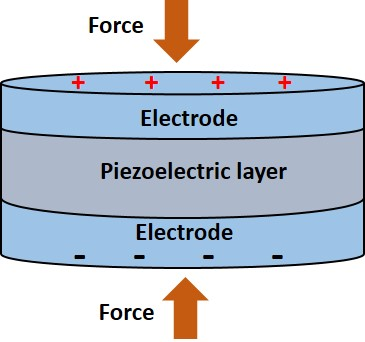 Force
+ + + +
Electrode
Piezoelectric layer
Electrode
- - - -
Force